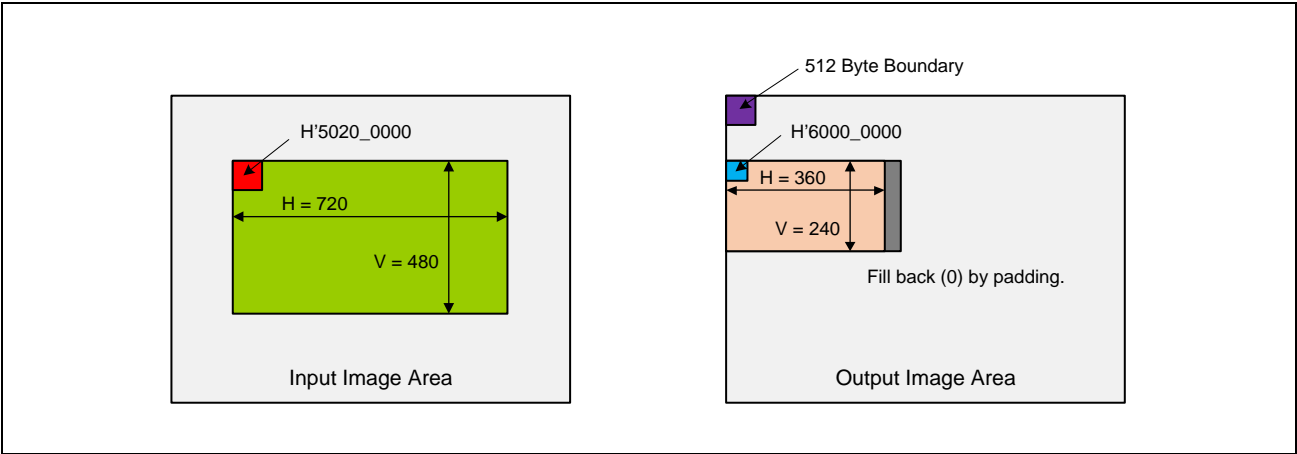 H'5020_0000
H = 720
V = 480
Input Image Area
512 Byte Boundary
H'6000_0000
H = 360
V = 240
Fill back (0) by padding.
Output Image Area